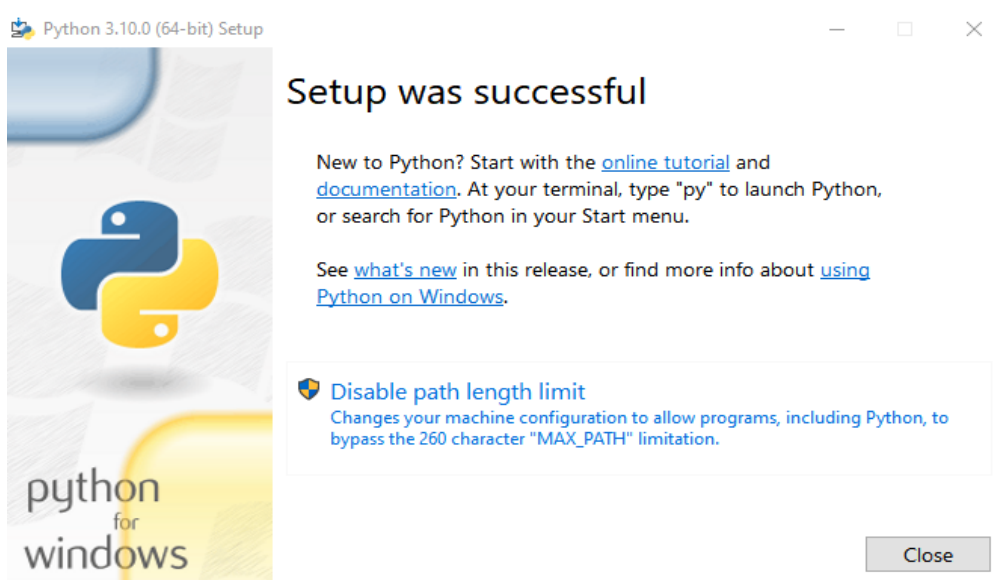 Python 3.10.0 (64-bit) Setup
Setup was successful
New to Python? Start with the online tutorial and
documentation. At your terminal, type "py" to launch Python,
or search for Python in your Start menu.
See what's new in this release, or find more info about using
Python on Windows.
Disable path length limit
Changes your machine configuration to allow programs, including Python, to
bypass the 260 character "MAX_PATH" limitation.
python
for
windows
Close